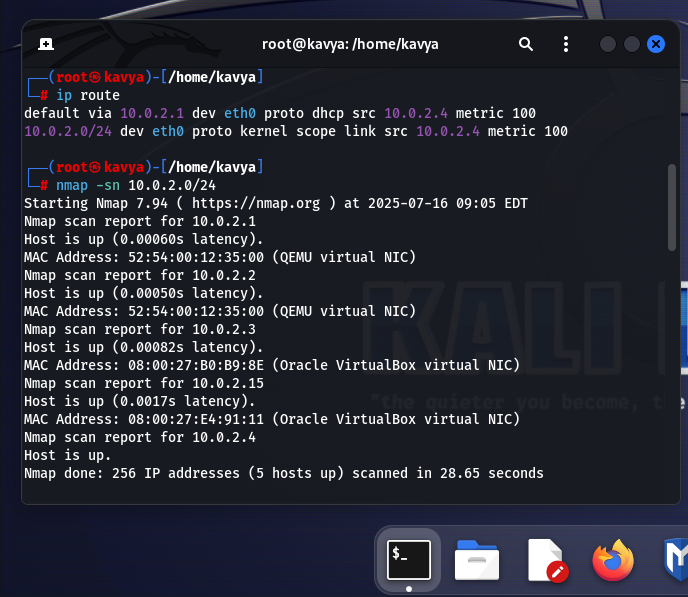 root@kavya: /home/kavya
┌──(root㉿kavya)-[/home/kavya]
└─# ip route
default via 10.0.2.1 dev eth0 proto dhcp src 10.0.2.4 metric 100
10.0.2.0/24 dev eth0 proto kernel scope link src 10.0.2.4 metric 100
┌──(root㉿kavya)-[/home/kavya]
└─# nmap -sn 10.0.2.0/24
Starting Nmap 7.94 ( https://nmap.org ) at 2025-07-16 09:05 EDT
Nmap scan report for 10.0.2.1
Host is up (0.00060s latency).
MAC Address: 52:54:00:12:35:00 (QEMU virtual NIC)
Nmap scan report for 10.0.2.2
Host is up (0.00050s latency).
MAC Address: 52:54:00:12:35:00 (QEMU virtual NIC)
Nmap scan report for 10.0.2.3
Host is up (0.00082s latency).
MAC Address: 08:00:27:B0:B9:8E (Oracle VirtualBox virtual NIC)
Nmap scan report for 10.0.2.15
Host is up (0.0017s latency).
MAC Address: 08:00:27:E4:91:11 (Oracle VirtualBox virtual NIC)
Nmap scan report for 10.0.2.4
Host is up.
Nmap done: 256 IP addresses (5 hosts up) scanned in 28.65 seconds
KALI
"the quieter you become,
$_